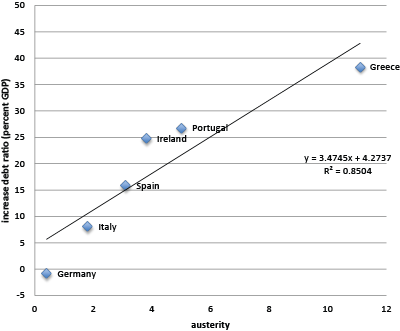 50
45
40
35
30
25
20
15
10
5
0
-5
increase debt ratio (percent GDP)
Greece
Portugal
Ireland
y = 3.4745x + 4.2737
R² = 0.8504
Spain
Italy
Germany
0 2 4 6 8 10 12
austerity